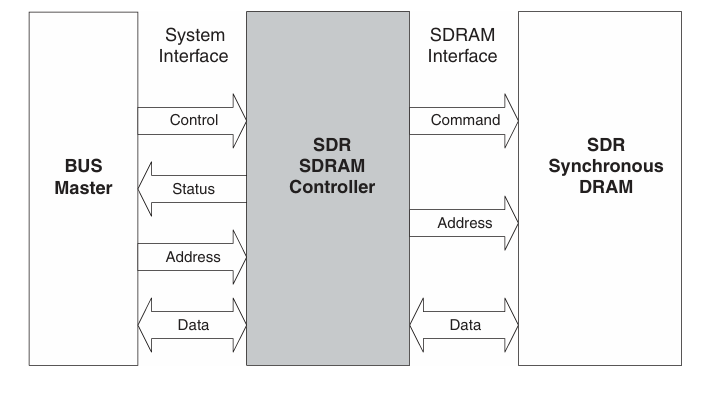 System
Interface
SDRAM
Interface
Control
Command
BUS
Master
SDR
SDRAM
Controller
SDR
Synchronous
DRAM
Status
Address
Address
Data
Data